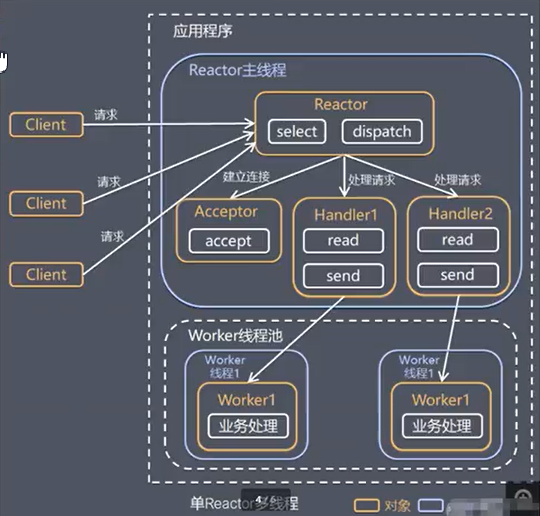 应用程序
Reactor主线程
Reactor
select
dispatch
Client
请求
Client
请求
Client
请求
建立连接
处理请求
处理请求
Acceptor
accept
Handler1
read
send
Handler2
read
send
Worker线程池
Worker
线程1
Worker1
业务处理
Worker
线程1
Worker1
业务处理
单Reactor多线程
4 / 6
对象